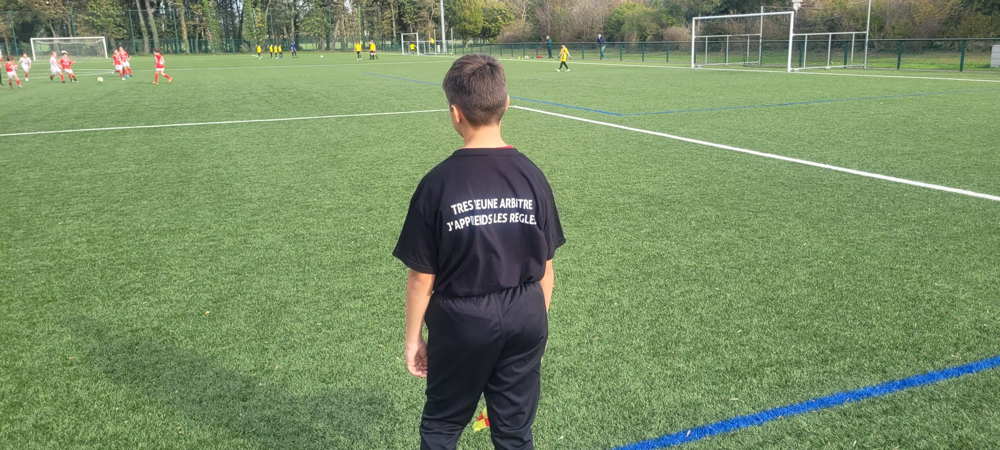 TRES JEUNE ARBITRE
J'APPRENDS LES REGLES